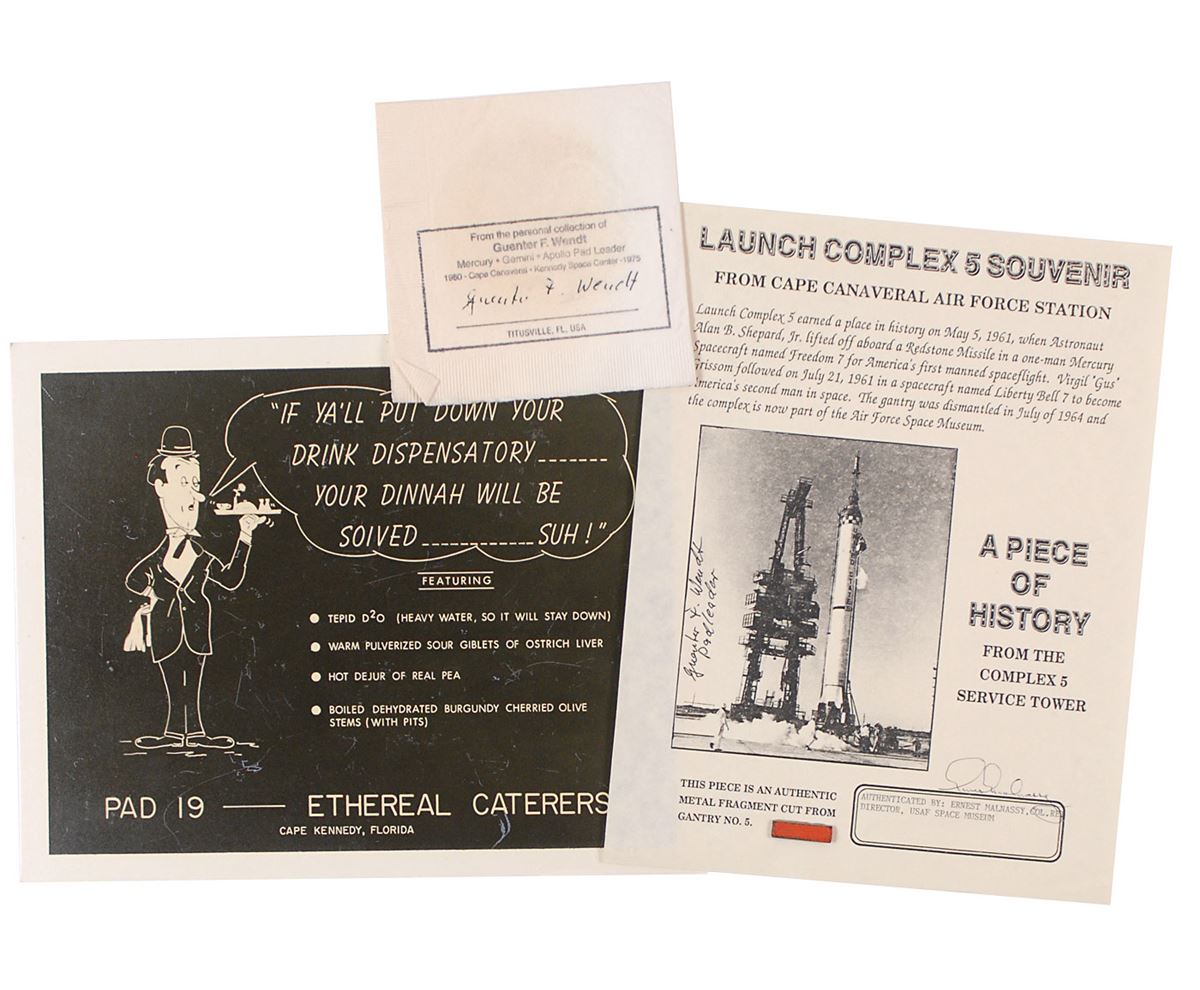 From the personal collection of
Guenter F. Wendt
Mercury • Gemini • Apollo Pad Leader
1960 - Cape Canaveral • Kennedy Space Center - 1975
Guenter F. Wendt
TITUSVILLE, FL, USA
"IF YA'LL PUT DOWN YOUR
DRINK DISPENSATORY_______
YOUR DINNAH WILL BE
SOIVED____________SUH!"
FEATURING
● TEPID D²O (HEAVY WATER, SO IT WILL STAY DOWN)
● WARM PULVERIZED SOUR GIBLETS OF OSTRICH LIVER
● HOT DEJUR' OF REAL PEA
● BOILED DEHYDRATED BURGUNDY CHERRIED OLIVE
STEMS (WITH PITS)
PAD 19 — ETHEREAL CATERERS
CAPE KENNEDY, FLORIDA
LAUNCH COMPLEX 5 SOUVENIR
FROM CAPE CANAVERAL AIR FORCE STATION
Launch Complex 5 earned a place in history on May 5, 1961, when Astronaut
Alan B. Shepard, Jr. lifted off aboard a Redstone Missile in a one-man Mercury
Spacecraft named Freedom 7 for America's first manned spaceflight. Virgil 'Gus'
Grissom followed on July 21, 1961 in a spacecraft named Liberty Bell 7 to become
America's second man in space. The gantry was dismantled in July of 1964 and
the complex is now part of the Air Force Space Museum.
Guenter F. Wendt
Padleader
A PIECE
OF
HISTORY
FROM THE
COMPLEX 5
SERVICE TOWER
THIS PIECE IS AN AUTHENTIC
METAL FRAGMENT CUT FROM
GANTRY NO. 5.
AUTHENTICATED BY: ERNEST MALNASSY, COL. RE
DIRECTOR, USAF SPACE MUSEUM